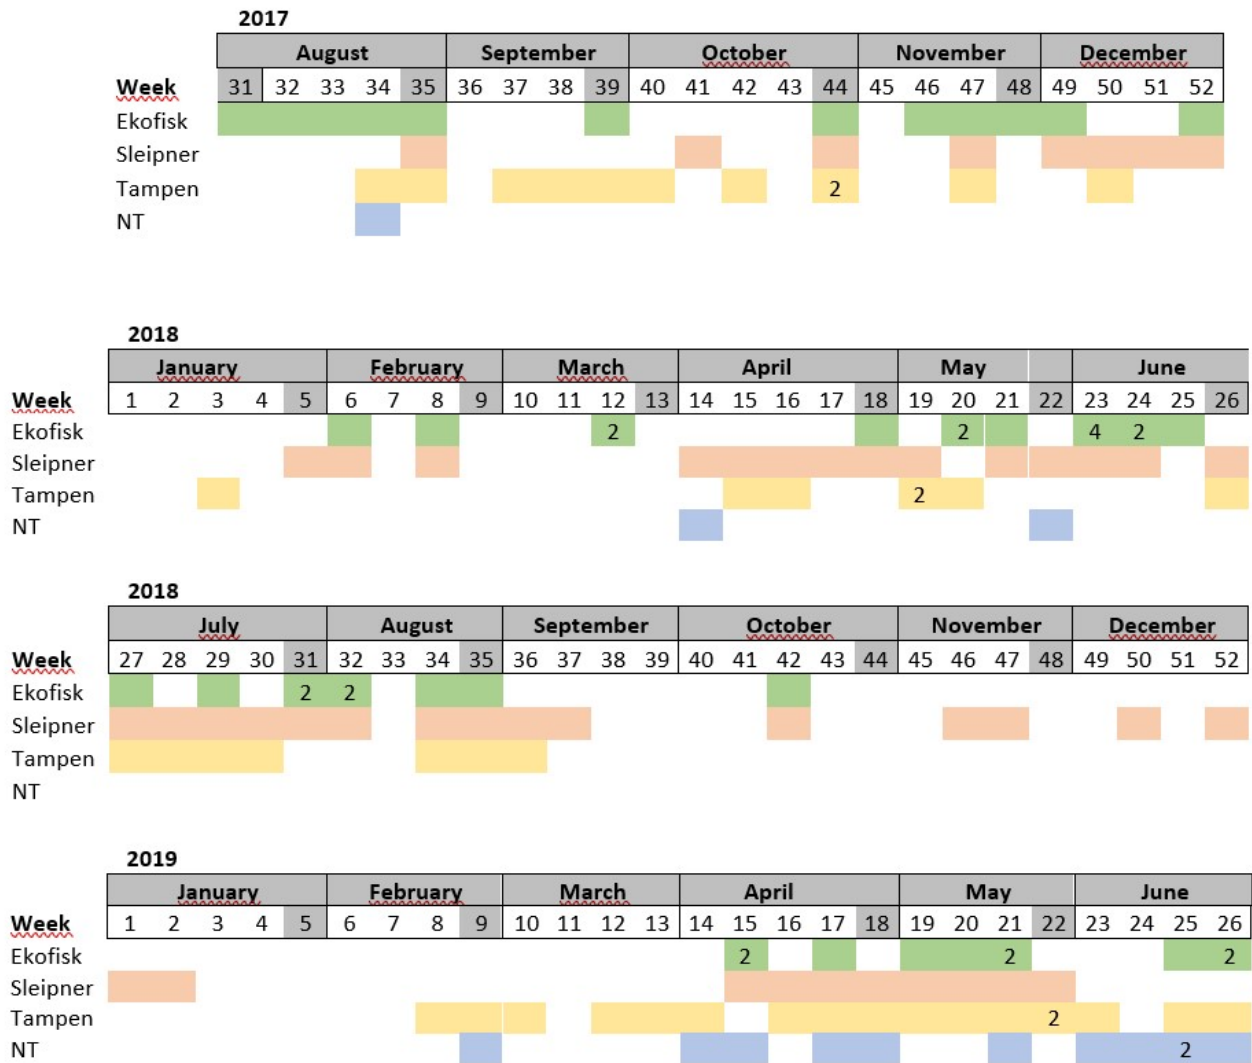 2017
August September October November December
Week 31 32 33 34 35 36 37 38 39 40 41 42 43 44 45 46 47 48 49 50 51 52
Ekofisk
Sleipner
Tampen 2
NT
2018
January February March April May June
Week 1 2 3 4 5 6 7 8 9 10 11 12 13 14 15 16 17 18 19 20 21 22 23 24 25 26
Ekofisk 2 2 4 2
Sleipner
Tampen 2
NT
2018
July August September October November December
Week 27 28 29 30 31 32 33 34 35 36 37 38 39 40 41 42 43 44 45 46 47 48 49 50 51 52
Ekofisk 2 2
Sleipner
Tampen
NT
2019
January February March April May June
Week 1 2 3 4 5 6 7 8 9 10 11 12 13 14 15 16 17 18 19 20 21 22 23 24 25 26
Ekofisk 2 2 2
Sleipner
Tampen 2
NT 2